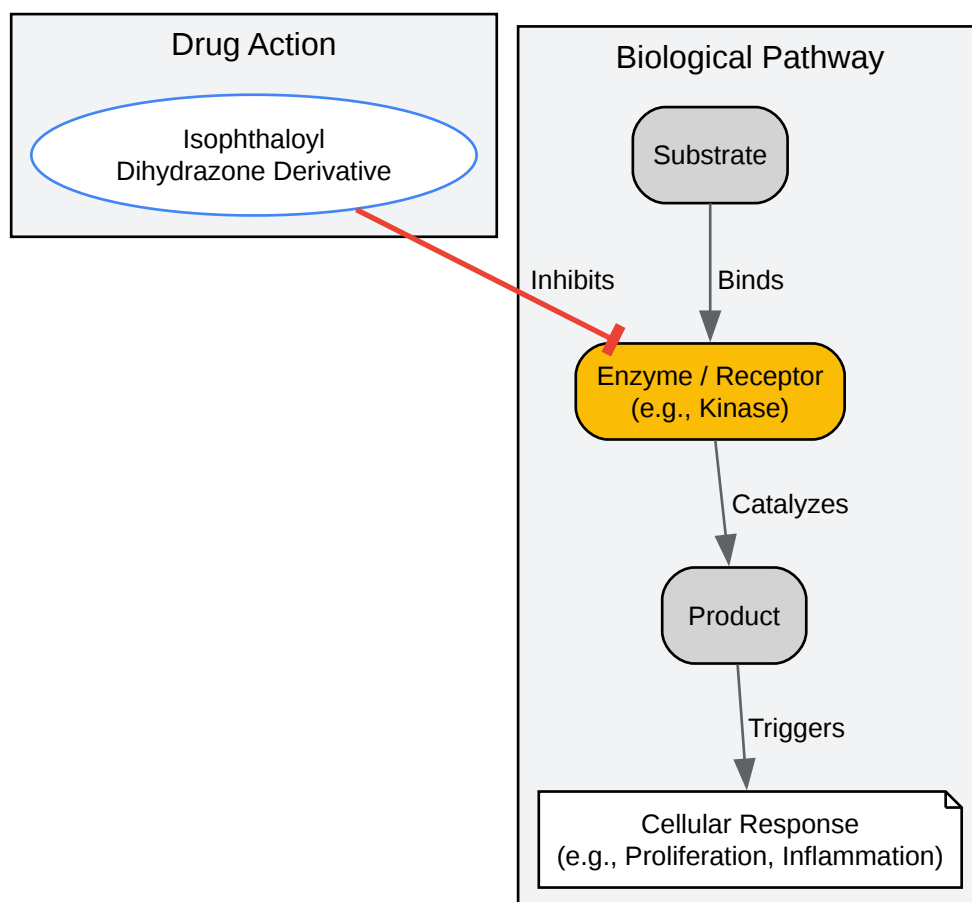 Drug Action
Isophthaloyl
Dihydrazone Derivative
Biological Pathway
Substrate
Inhibits
Binds
Enzyme / Receptor
(e.g., Kinase)
Catalyzes
Product
Triggers
Cellular Response
(e.g., Proliferation, Inflammation)